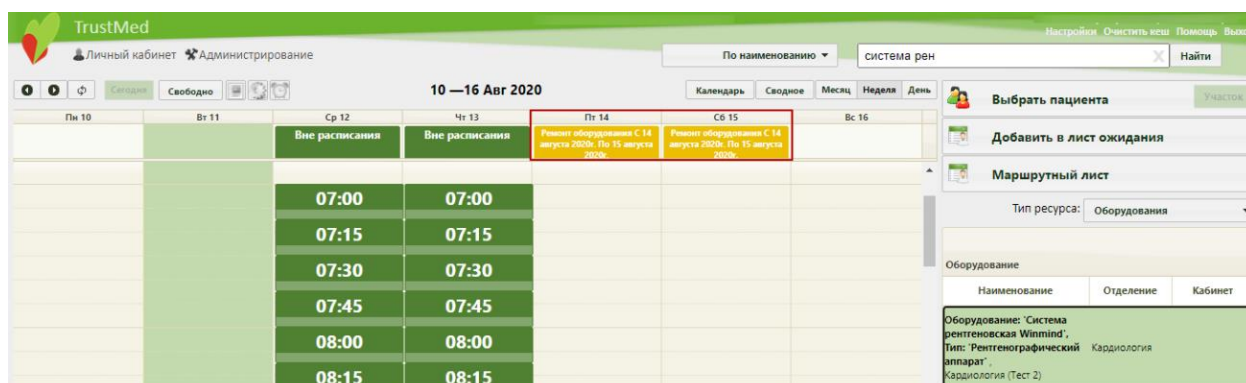 TrustMed
Настройки Очистить кеш Помощь
Личный кабинет Администрирование
По наименованию
система рен
Найти
Сегодня Свободно
10 —16 Авг 2020
Календарь Сводное Месяц Неделя День
Выбрать пациента
Участок
Пн 10 Вт 11 Ср 12 Чт 13 Пт 14 Сб 15 Вс 16
Вне расписания Вне расписания
Ремонт оборудования С 14
августа 2020г. По 15 августа
2020г.
Ремонт оборудования С 14
августа 2020г. По 15 августа
2020г.
Добавить в лист ожидания
Маршрутный лист
Тип ресурса: Оборудования
07:00 07:00
07:15 07:15
07:30 07:30
07:45 07:45
08:00 08:00
08:15 08:15
Оборудование
Наименование Отделение Кабинет
Оборудование: 'Система
рентгеновская Winmind',
Тип: 'Рентгенографический
аппарат' ,
Кардиология (Тест 2)
Кардиология